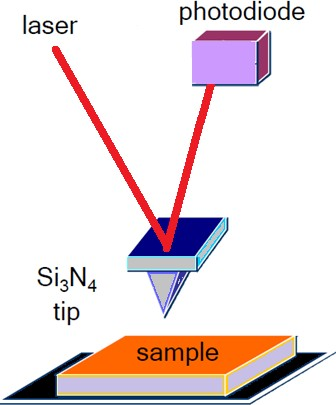 photodiode
laser
Si₃N₄
tip
sample